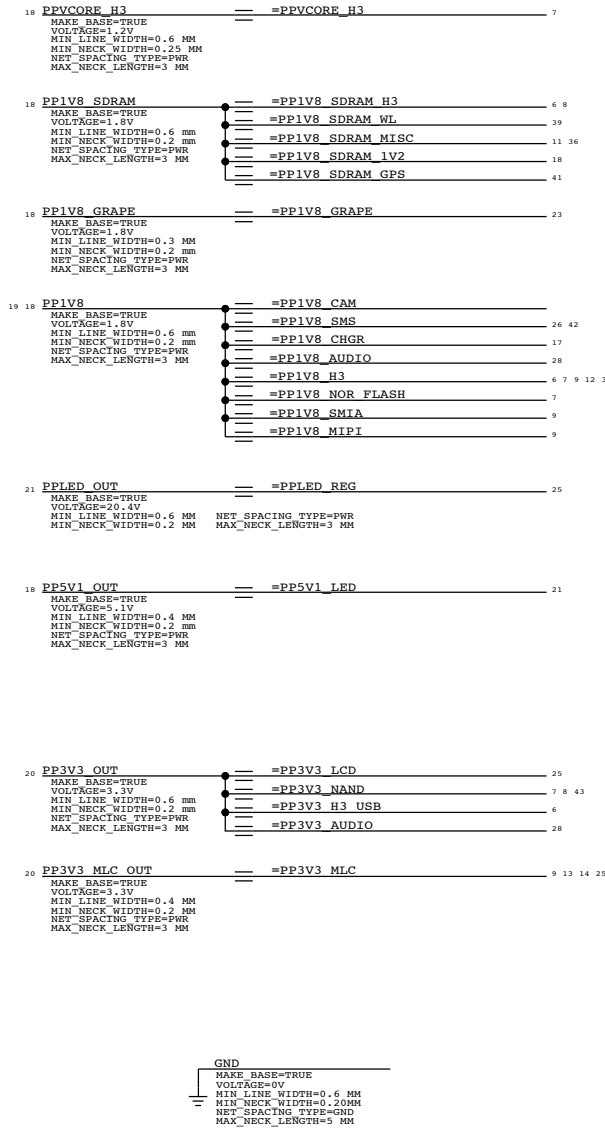 18 PPVCORE_H3 =PPVCORE_H3 7
MAKE_BASE=TRUE
VOLTAGE=1.2V
MIN_LINE_WIDTH=0.6 MM
MIN_NECK_WIDTH=0.25 MM
NET_SPACING_TYPE=PWR
MAX_NECK_LENGTH=3 MM
18 PP1V8_SDRAM =PP1V8_SDRAM_H3 6 8
MAKE_BASE=TRUE
VOLTAGE=1.8V
MIN_LINE_WIDTH=0.6 mm
MIN_NECK_WIDTH=0.2 mm
NET_SPACING_TYPE=PWR
MAX_NECK_LENGTH=3 MM
=PP1V8_SDRAM_WL 39
=PP1V8_SDRAM_MISC 11 36
=PP1V8_SDRAM_1V2 18
=PP1V8_SDRAM_GPS 41
18 PP1V8_GRAPE =PP1V8_GRAPE 23
MAKE_BASE=TRUE
VOLTAGE=1.8V
MIN_LINE_WIDTH=0.3 MM
MIN_NECK_WIDTH=0.2 mm
NET_SPACING_TYPE=PWR
MAX_NECK_LENGTH=3 MM
19 18 PP1V8 =PP1V8_CAM
MAKE_BASE=TRUE
VOLTAGE=1.8V
MIN_LINE_WIDTH=0.6 mm
MIN_NECK_WIDTH=0.2 MM
NET_SPACING_TYPE=PWR
MAX_NECK_LENGTH=3 MM
=PP1V8_SMS 26 42
=PP1V8_CHGR 17
=PP1V8_AUDIO 28
=PP1V8_H3 6 7 9 12 3
=PP1V8_NOR_FLASH 7
=PP1V8_SMIA 9
=PP1V8_MIPI 9
21 PPLED_OUT =PPLED_REG 25
MAKE_BASE=TRUE
VOLTAGE=20.4V
MIN_LINE_WIDTH=0.6 MM NET_SPACING_TYPE=PWR
MIN_NECK_WIDTH=0.2 MM MAX_NECK_LENGTH=3 MM
18 PP5V1_OUT =PP5V1_LED 21
MAKE_BASE=TRUE
VOLTAGE=5.1V
MIN_LINE_WIDTH=0.4 MM
MIN_NECK_WIDTH=0.2 mm
NET_SPACING_TYPE=PWR
MAX_NECK_LENGTH=3 MM
20 PP3V3_OUT =PP3V3_LCD 25
MAKE_BASE=TRUE
VOLTAGE=3.3V
MIN_LINE_WIDTH=0.6 mm
MIN_NECK_WIDTH=0.2 mm
NET_SPACING_TYPE=PWR
MAX_NECK_LENGTH=3 MM
=PP3V3_NAND 7 8 43
=PP3V3_H3_USB 6
=PP3V3_AUDIO 28
20 PP3V3_MLC_OUT =PP3V3_MLC 9 13 14 25
MAKE_BASE=TRUE
VOLTAGE=3.3V
MIN_LINE_WIDTH=0.4 MM
MIN_NECK_WIDTH=0.2 MM
NET_SPACING_TYPE=PWR
MAX_NECK_LENGTH=3 MM
GND
MAKE_BASE=TRUE
VOLTAGE=0V
MIN_LINE_WIDTH=0.6 MM
MIN_NECK_WIDTH=0.20MM
NET_SPACING_TYPE=GND
MAX_NECK_LENGTH=5 MM